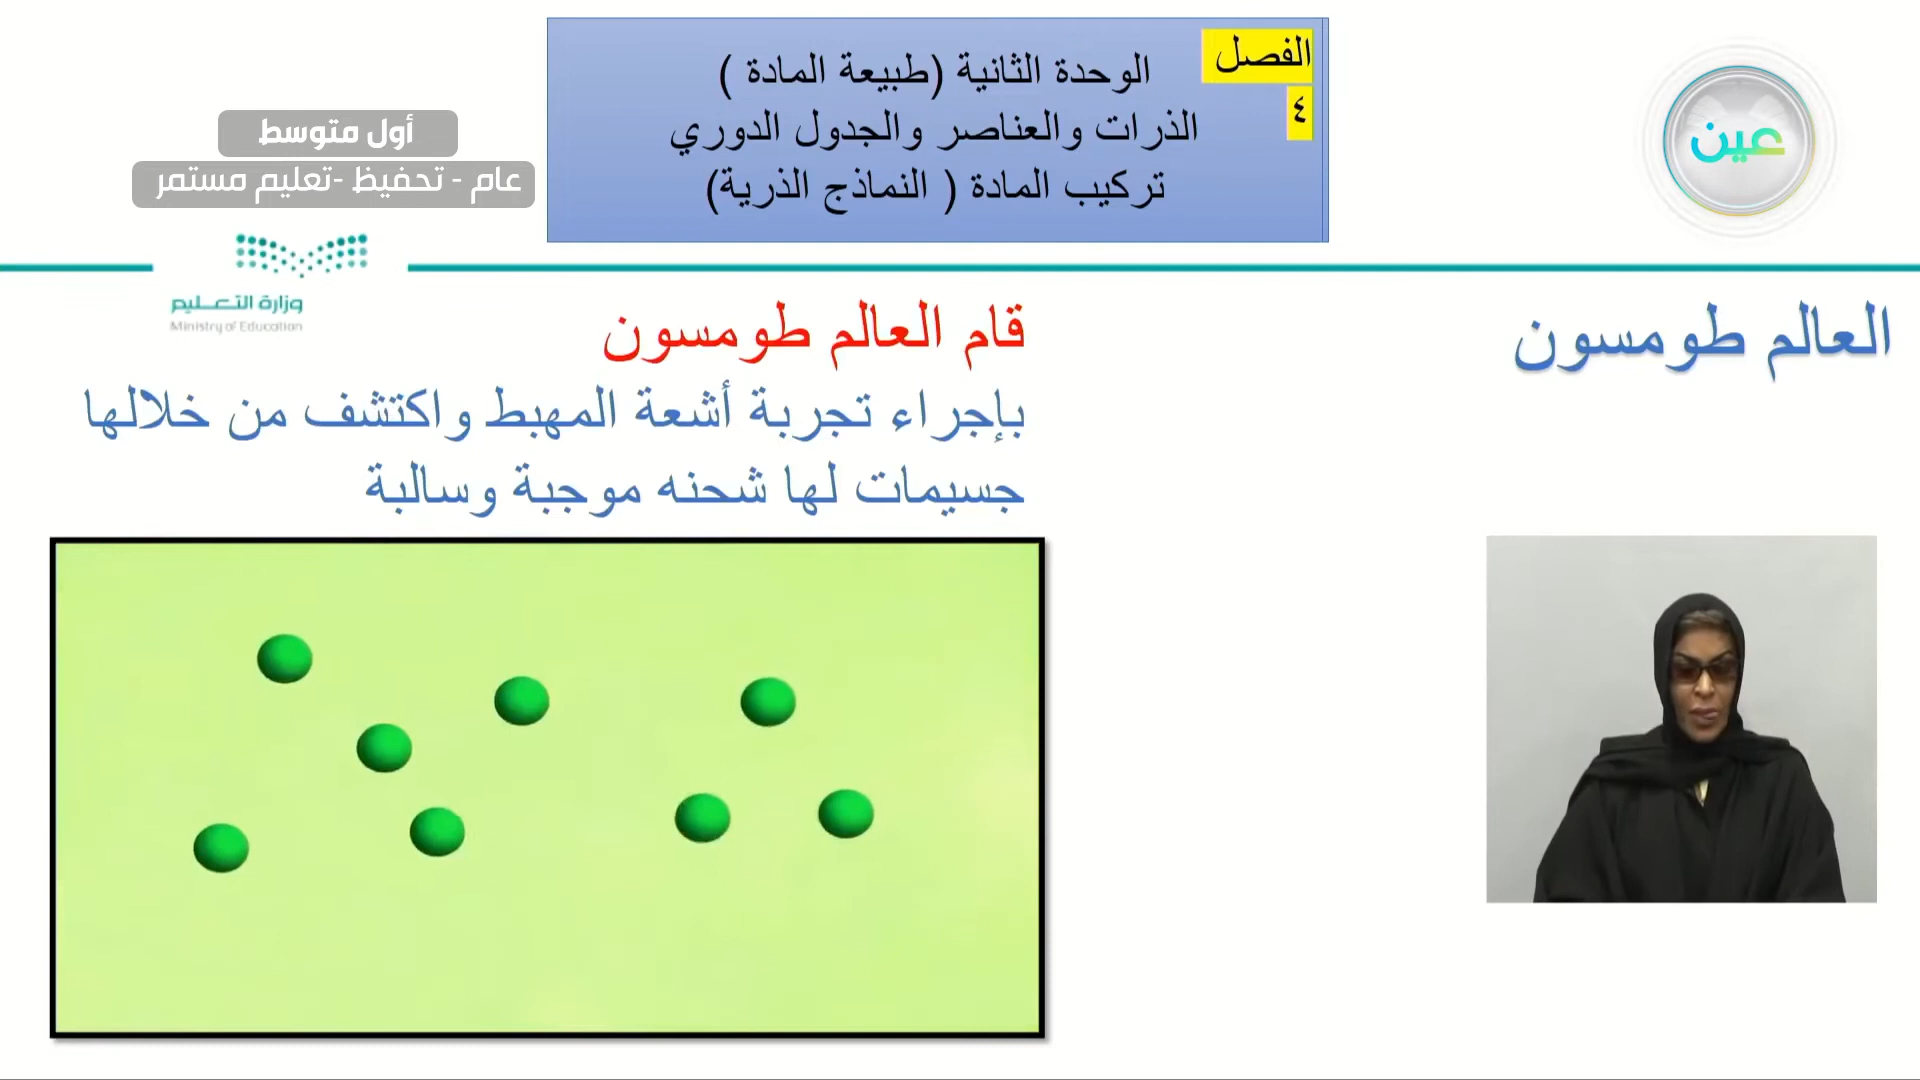 الفصل
٤
الوحدة الثانية (طبيعة المادة )
الذرات والعناصر والجدول الدوري
تركيب المادة ( النماذج الذرية)
عين
أول متوسط
عام - تحفيظ -تعليم مستمر
وزارة التعـليم
Ministry of Education
العالم طومسون
قام العالم طومسون
بإجراء تجربة أشعة المهبط واكتشف من خلالها
جسيمات لها شحنه موجبة وسالبة